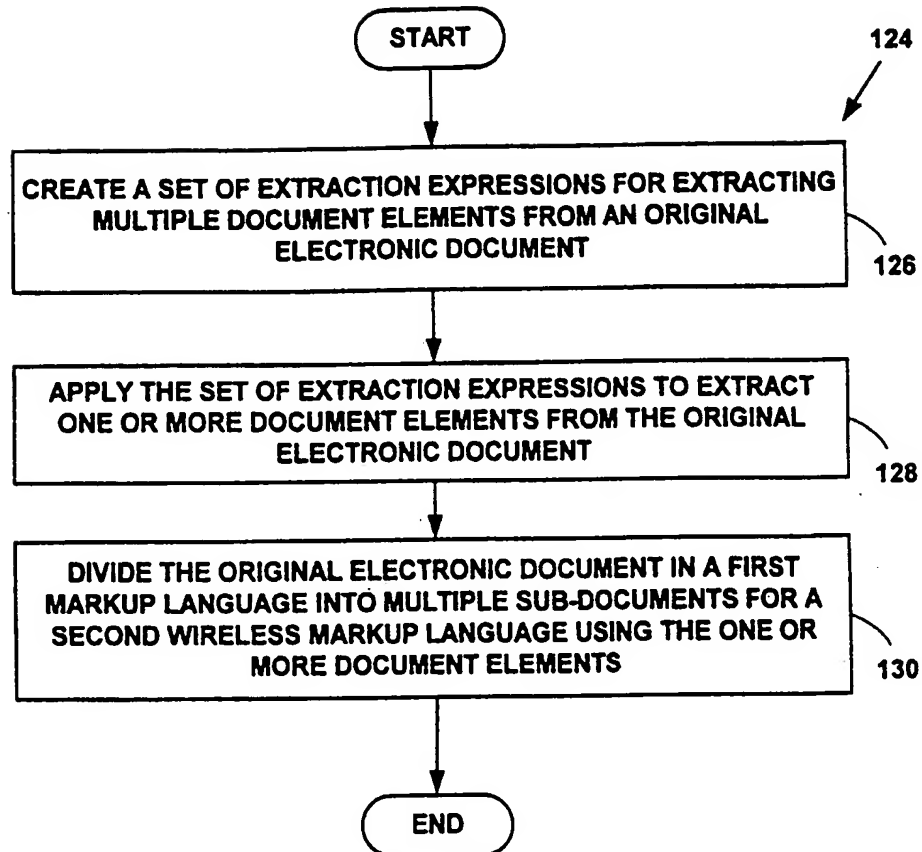 START
124
CREATE A SET OF EXTRACTION EXPRESSIONS FOR EXTRACTING
MULTIPLE DOCUMENT ELEMENTS FROM AN ORIGINAL
ELECTRONIC DOCUMENT
126
APPLY THE SET OF EXTRACTION EXPRESSIONS TO EXTRACT
ONE OR MORE DOCUMENT ELEMENTS FROM THE ORIGINAL
ELECTRONIC DOCUMENT
128
DIVIDE THE ORIGINAL ELECTRONIC DOCUMENT IN A FIRST
MARKUP LANGUAGE INTO MULTIPLE SUB-DOCUMENTS FOR A
SECOND WIRELESS MARKUP LANGUAGE USING THE ONE OR
MORE DOCUMENT ELEMENTS
130
END